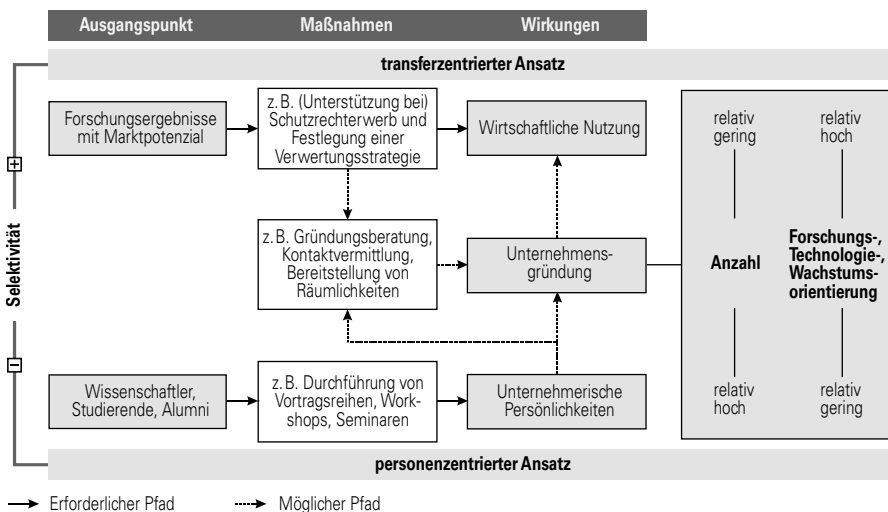 Ausgangspunkt Maßnahmen Wirkungen
transferzentrierter Ansatz
Forschungsergebnisse
mit Marktpotenzial
z. B. (Unterstützung bei)
Schutzrechterwerb und
Festlegung einer
Verwertungsstrategie
Wirtschaftliche Nutzung
z. B. Gründungsberatung,
Kontaktvermittlung,
Bereitstellung von
Räumlichkeiten
Unternehmens-
gründung
Wissenschaftler,
Studierende, Alumni
z. B. Durchführung von
Vortragsreihen, Work-
shops, Seminaren
Unternehmerische
Persönlichkeiten
relativ
gering
Anzahl
relativ
hoch
relativ
hoch
Forschungs-,
Technologie-,
Wachstums-
orientierung
relativ
gering
+
Selektivität
−
personenzentrierter Ansatz
Erforderlicher Pfad Möglicher Pfad